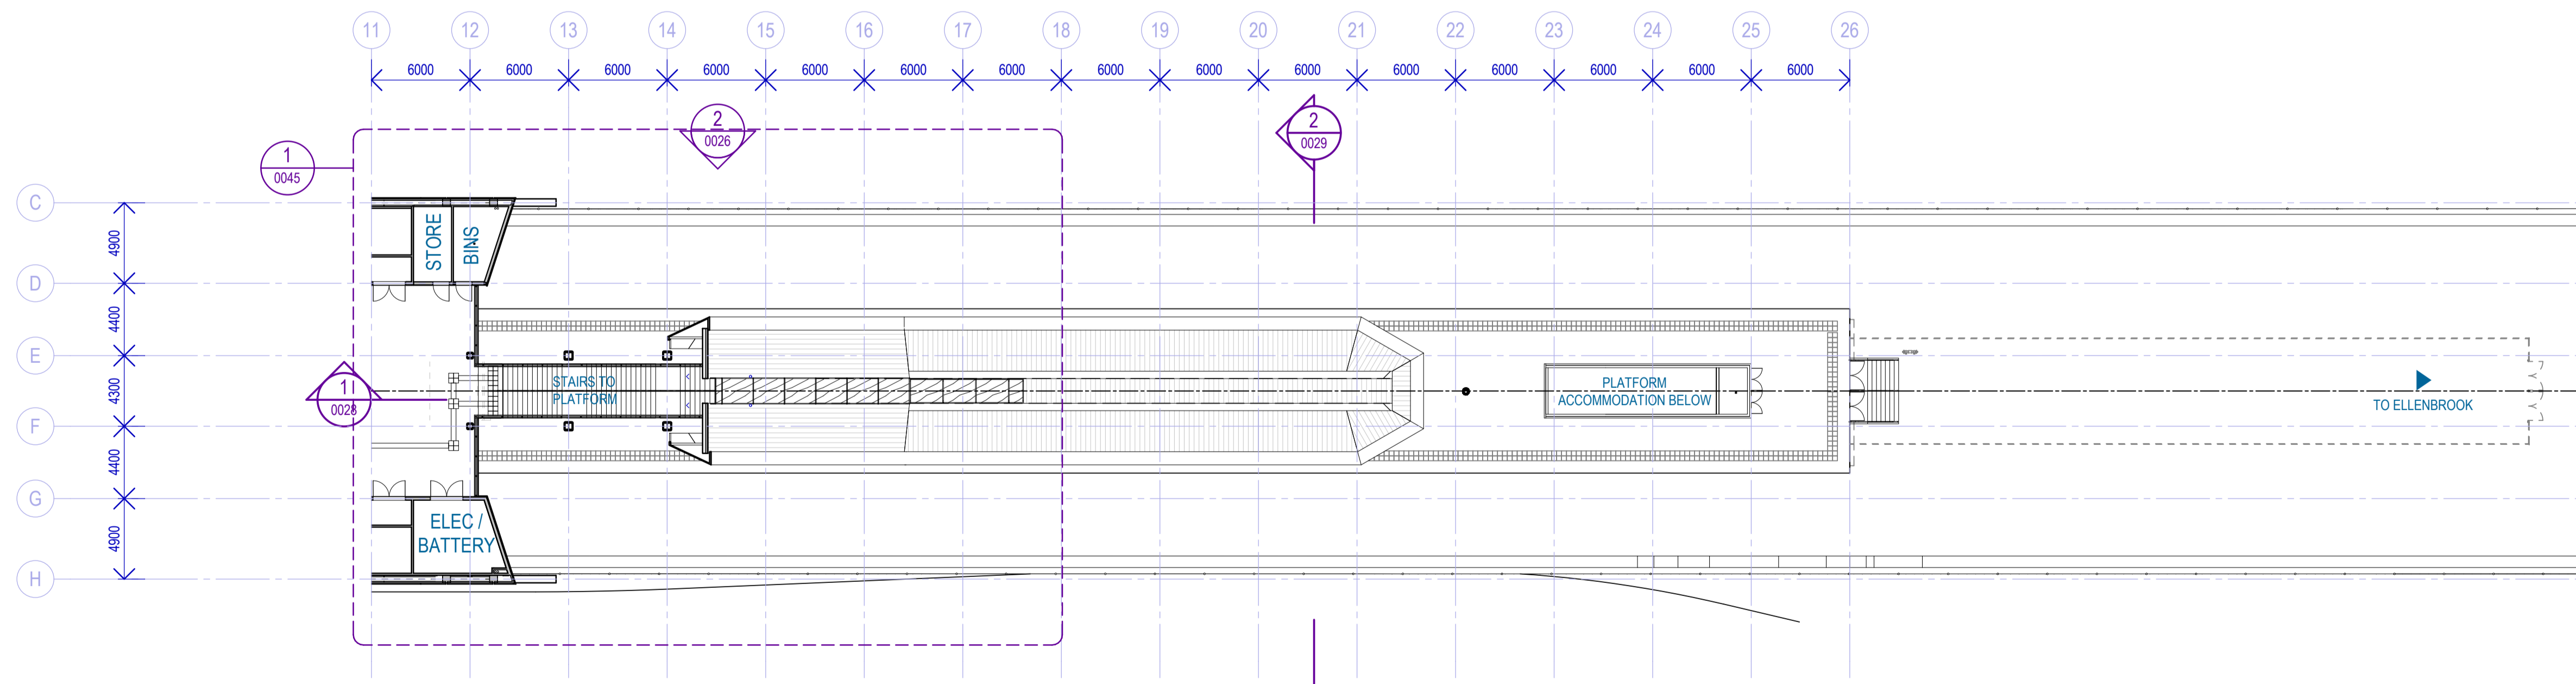 11 12 13 14 15 16 17 18 19 20 21 22 23 24 25 26
6000 6000 6000 6000 6000 6000 6000 6000 6000 6000 6000 6000 6000 6000 6000
2
0026
2
0029
1
0045
C
4900
STORE
BINS
D
4400
E
4300
1
0028
STAIRS TO
PLATFORM
PLATFORM
ACCOMMODATION BELOW
TO ELLENBROOK
F
4400
G
4900
ELEC /
BATTERY
H